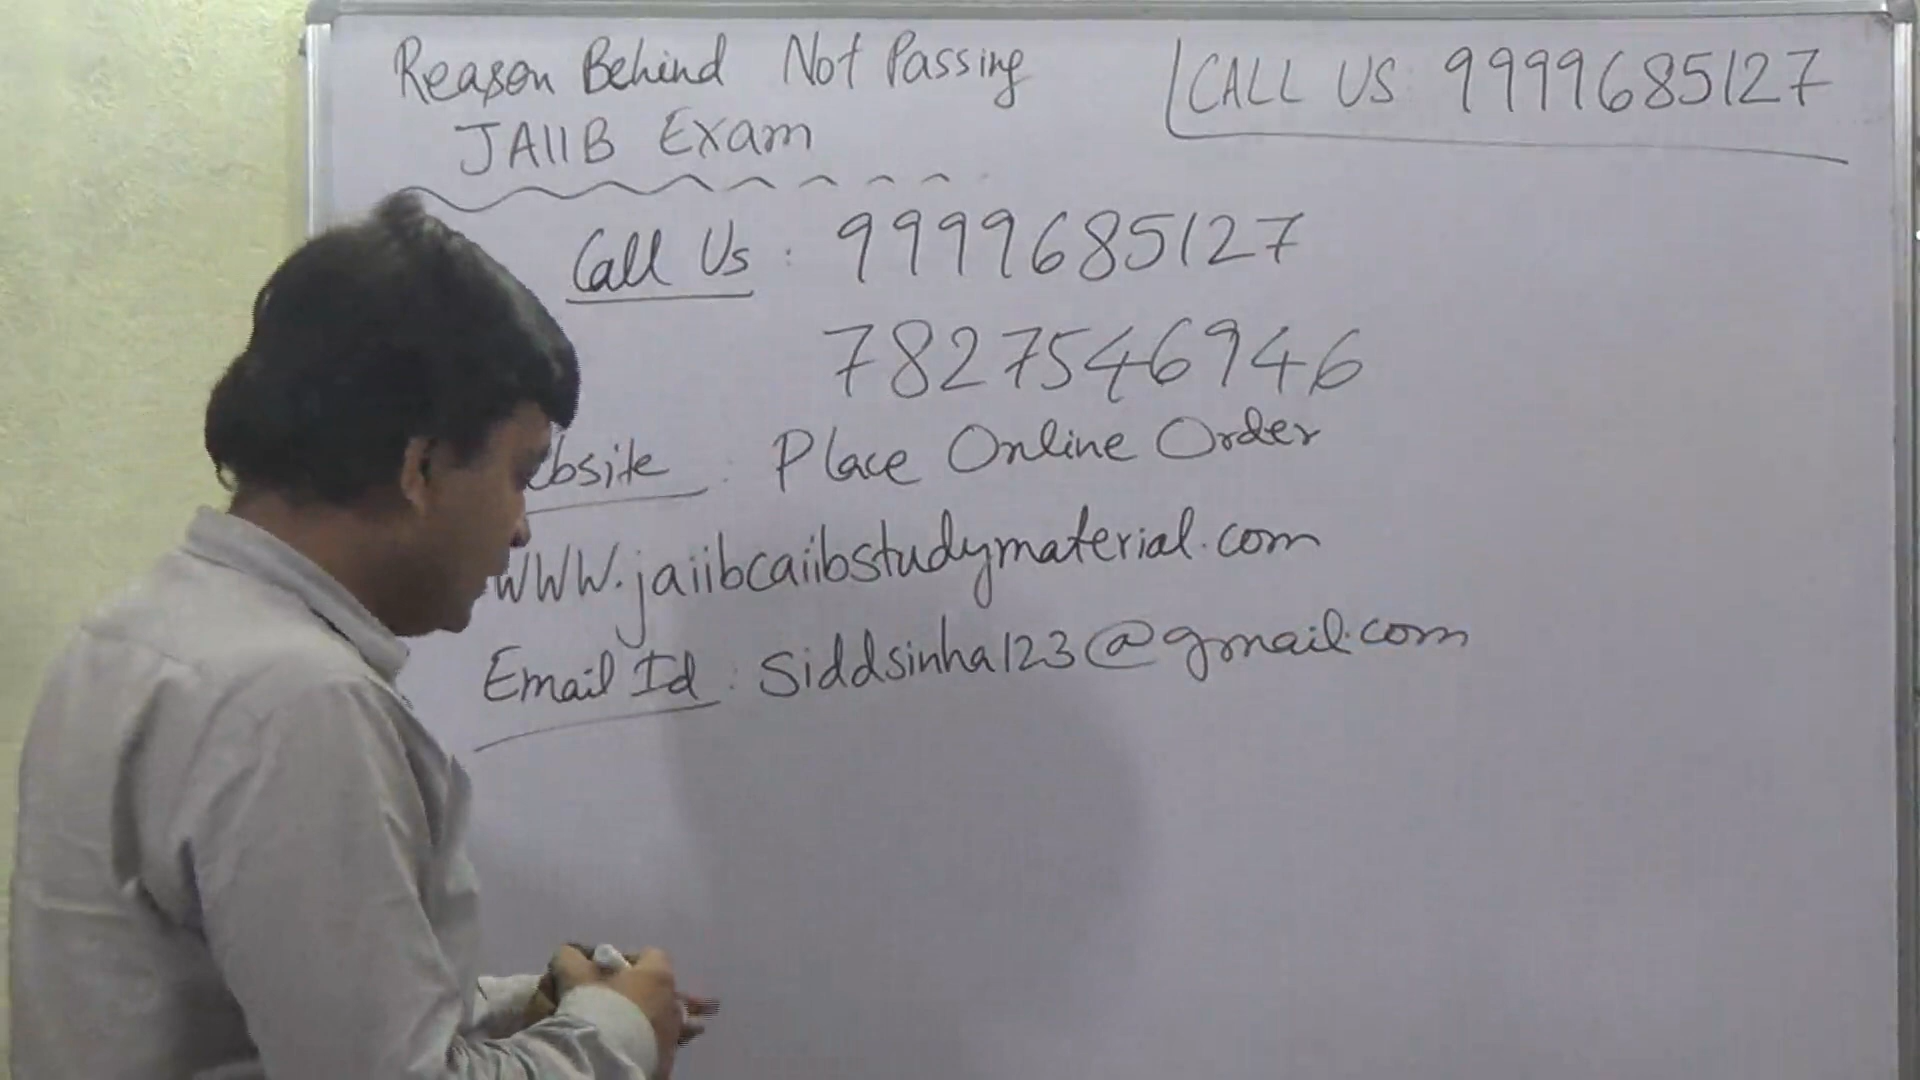 Reason Behind Not Passing
JAIIB Exam
CALL US 9999685127
Call Us : 9999685127
7827546946
: Place Online Order
www.jaiibcaiibstudymaterial.com
Email Id : Siddsinha123@gmail.com